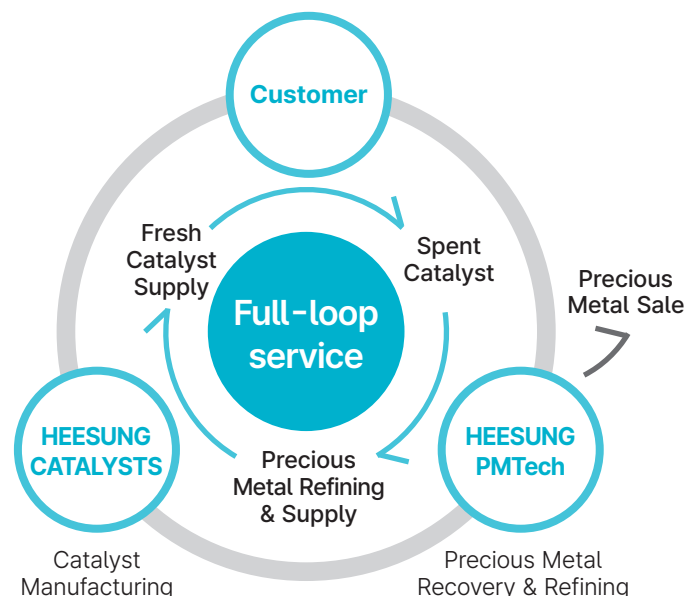 Customer
Fresh
Catalyst
Supply
Spent
Catalyst
Precious
Metal Sale
Full-loop
service
HEESUNG
CATALYSTS
HEESUNG
PMTech
Precious
Metal Refining
& Supply
Catalyst
Manufacturing
Precious Metal
Recovery & Refining